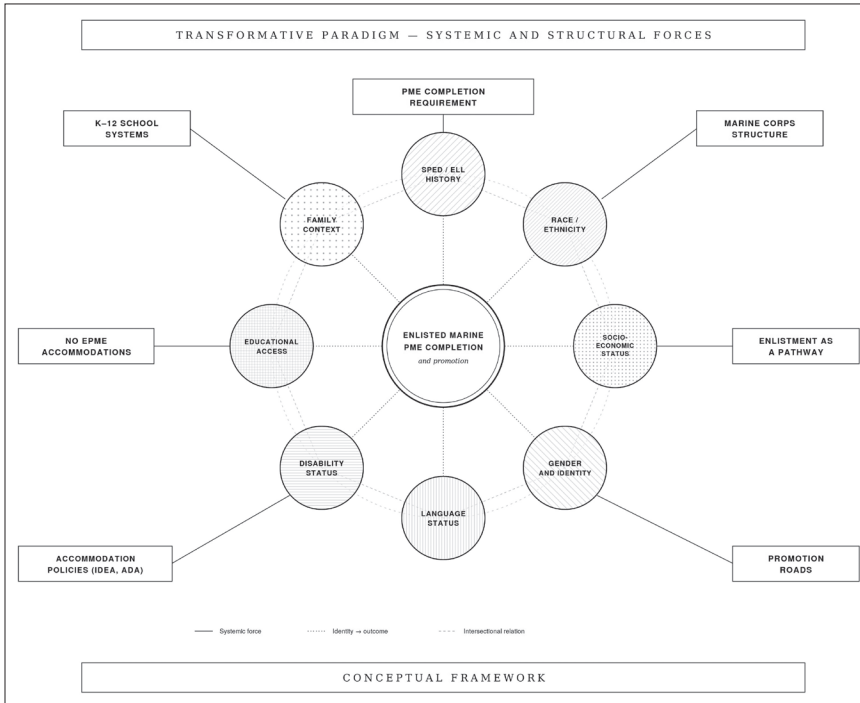 TRANSFORMATIVE PARADIGM — SYSTEMIC AND STRUCTURAL FORCES
PME COMPLETION
REQUIREMENT
K–12 SCHOOL
SYSTEMS
MARINE CORPS
STRUCTURE
SPED / ELL
HISTORY
FAMILY
CONTEXT
RACE /
ETHNICITY
NO EPME
ACCOMMODATIONS
EDUCATIONAL
ACCESS
ENLISTED MARINE
PME COMPLETION
and promotion
SOCIO-
ECONOMIC
STATUS
ENLISTMENT AS
A PATHWAY
DISABILITY
STATUS
GENDER
AND IDENTITY
LANGUAGE
STATUS
ACCOMMODATION
POLICIES (IDEA, ADA)
PROMOTION
ROADS
Systemic force
Identity → outcome
Intersectional relation
CONCEPTUAL FRAMEWORK